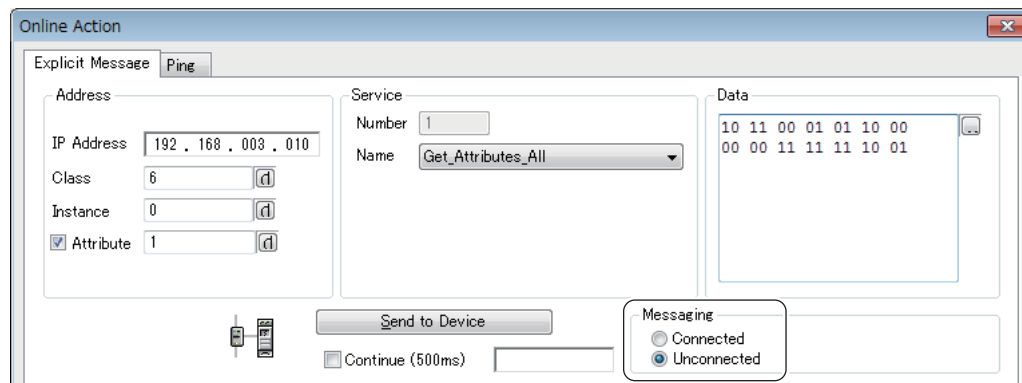 Online Action
Explicit Message Ping
Address
IP Address 192 . 168 . 003 . 010
Class 6 d
Instance 0 d
Attribute 1 d
Service
Number 1
Name Get_Attributes_All
Data
10 11 00 01 01 10 00
00 00 11 11 11 10 01
...
Send to Device
Continue (500ms)
Messaging
Connected
Unconnected